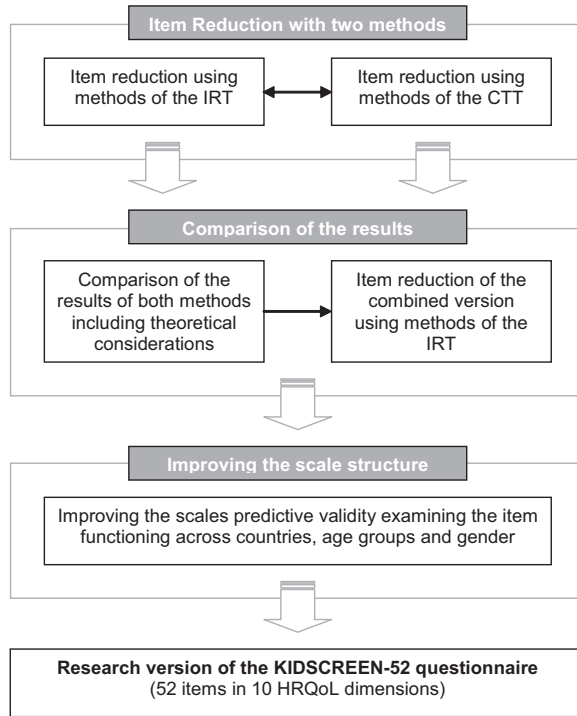 Item Reduction with two methods
Item reduction using
methods of the IRT
Item reduction using
methods of the CTT
Comparison of the results
Comparison of the
results of both methods
including theoretical
considerations
Item reduction of the
combined version
using methods of the
IRT
Improving the scale structure
Improving the scales predictive validity examining the item
functioning across countries, age groups and gender
Research version of the KIDSCREEN-52 questionnaire
(52 items in 10 HRQoL dimensions)